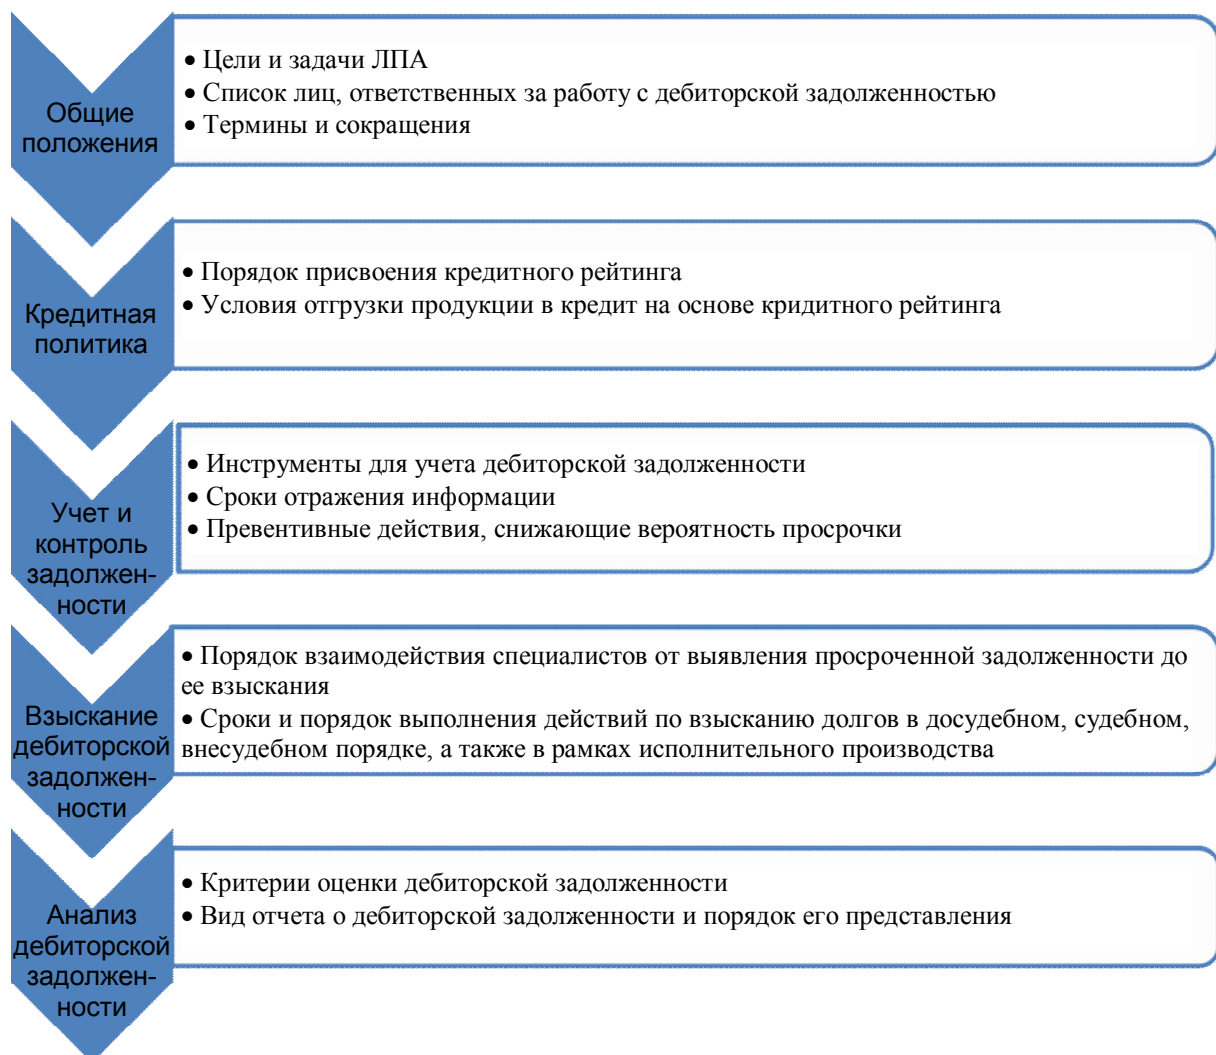 Общие
положения
• Цели и задачи ЛПА
• Список лиц, ответственных за работу с дебиторской задолженностью
• Термины и сокращения
Кредитная
политика
• Порядок присвоения кредитного рейтинга
• Условия отгрузки продукции в кредит на основе кридитного рейтинга
Учет и
контроль
задолжен-
ности
• Инструменты для учета дебиторской задолженности
• Сроки отражения информации
• Превентивные действия, снижающие вероятность просрочки
Взыскание
дебиторской
задолжен-
ности
• Порядок взаимодействия специалистов от выявления просроченной задолженности до
ее взыскания
• Сроки и порядок выполнения действий по взысканию долгов в досудебном, судебном,
внесудебном порядке, а также в рамках исполнительного производства
Анализ
дебиторской
задолжен-
ности
• Критерии оценки дебиторской задолженности
• Вид отчета о дебиторской задолженности и порядок его представления